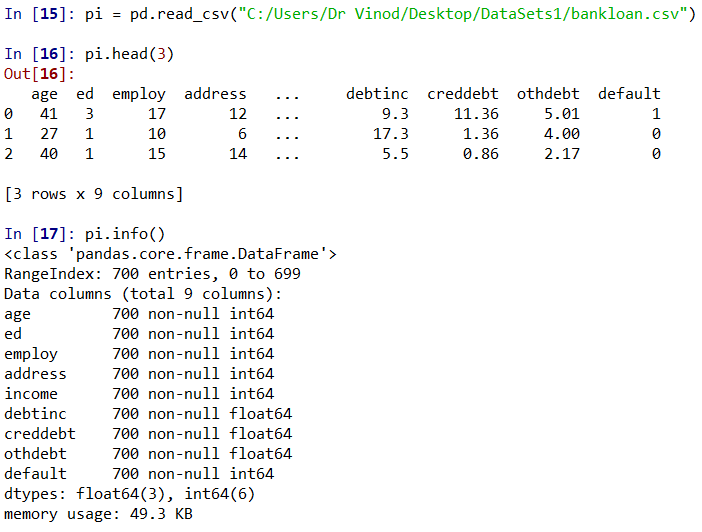 In [15]: pi = pd.read_csv("C:/Users/Dr Vinod/Desktop/DataSets1/bankloan.csv")
In [16]: pi.head(3)
Out[16]:
   age  ed  employ  address   ...     debtinc  creddebt  othdebt  default
0   41   3      17       12   ...         9.3     11.36     5.01        1
1   27   1      10        6   ...        17.3      1.36     4.00        0
2   40   1      15       14   ...         5.5      0.86     2.17        0
[3 rows x 9 columns]
In [17]: pi.info()
<class 'pandas.core.frame.DataFrame'>
RangeIndex: 700 entries, 0 to 699
Data columns (total 9 columns):
age         700 non-null int64
ed          700 non-null int64
employ      700 non-null int64
address     700 non-null int64
income      700 non-null int64
debtinc     700 non-null float64
creddebt    700 non-null float64
othdebt     700 non-null float64
default     700 non-null int64
dtypes: float64(3), int64(6)
memory usage: 49.3 KB